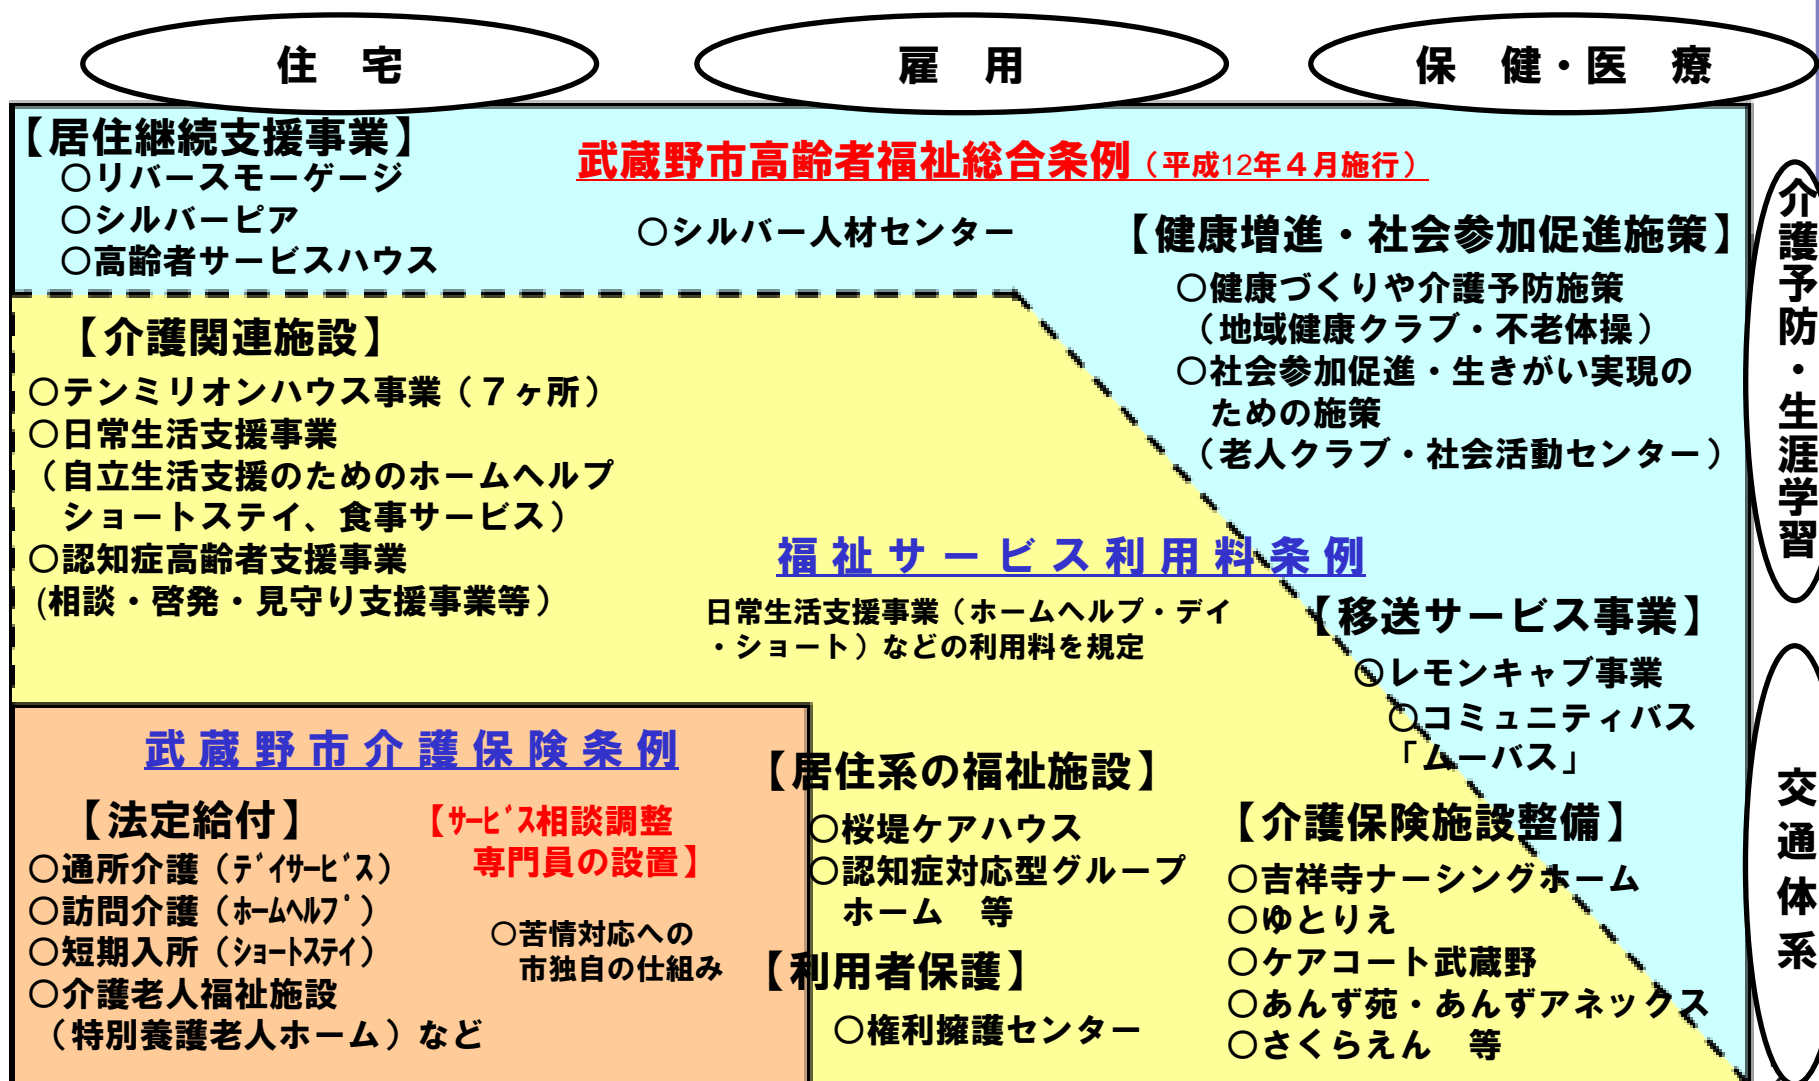 住　宅
雇　用
保　健・医　療
【居住継続支援事業】
○リバースモーゲージ
○シルバーピア
○高齢者サービスハウス
武蔵野市高齢者福祉総合条例（平成12年４月施行）
○シルバー人材センター
【健康増進・社会参加促進施策】
○健康づくりや介護予防施策
（地域健康クラブ・不老体操）
○社会参加促進・生きがい実現の
ための施策
（老人クラブ・社会活動センター）
介護予防・生涯学習
【介護関連施設】
○テンミリオンハウス事業（７ヶ所）
○日常生活支援事業
（自立生活支援のためのホームヘルプ
ショートステイ、食事サービス）
○認知症高齢者支援事業
(相談・啓発・見守り支援事業等）
福祉サービス利用料条例
日常生活支援事業（ホームヘルプ・デイ
・ショート）などの利用料を規定
【移送サービス事業】
○レモンキャブ事業
○コミュニティバス
「ムーバス」
交通体系
武蔵野市介護保険条例
【法定給付】
○通所介護（ﾃﾞｲｻｰﾋﾞｽ）
○訪問介護（ﾎｰﾑﾍﾙﾌﾟ）
○短期入所（ｼｮｰﾄｽﾃｲ）
○介護老人福祉施設
（特別養護老人ホーム）など
【ｻｰﾋﾞｽ相談調整
専門員の設置】
○苦情対応への
市独自の仕組み
【居住系の福祉施設】
○桜堤ケアハウス
○認知症対応型グループ
ホーム　等
【利用者保護】
○権利擁護センター
【介護保険施設整備】
○吉祥寺ナーシングホーム
○ゆとりえ
○ケアコート武蔵野
○あんず苑・あんずアネックス
○さくらえん　等